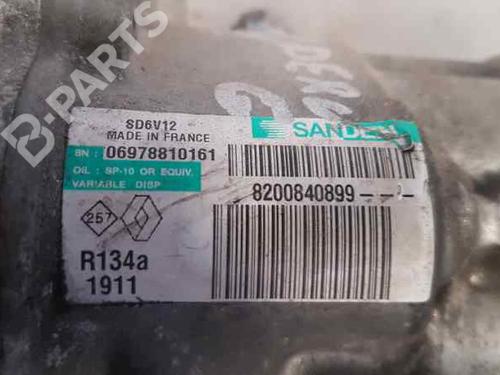 B-PARTS
SD6V12
MADE IN FRANCE
SANDEN
SN : 06978810161
OIL : SP-10 OR EQUIV.
VARIABLE DISP
8200840899----
257
R134a
1911